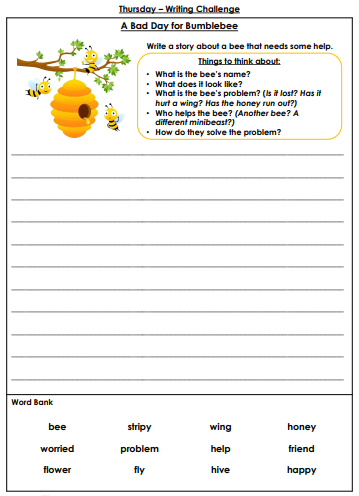 Thursday – Writing Challenge
A Bad Day for Bumblebee
Write a story about a bee that needs some help.
Things to think about:
• What is the bee's name?
• What does it look like?
• What is the bee's problem? (Is it lost? Has it
hurt a wing? Has the honey run out?)
• Who helps the bee? (Another bee? A
different minibeast?)
• How do they solve the problem?
Word Bank
bee stripy wing honey
worried problem help friend
flower fly hive happy